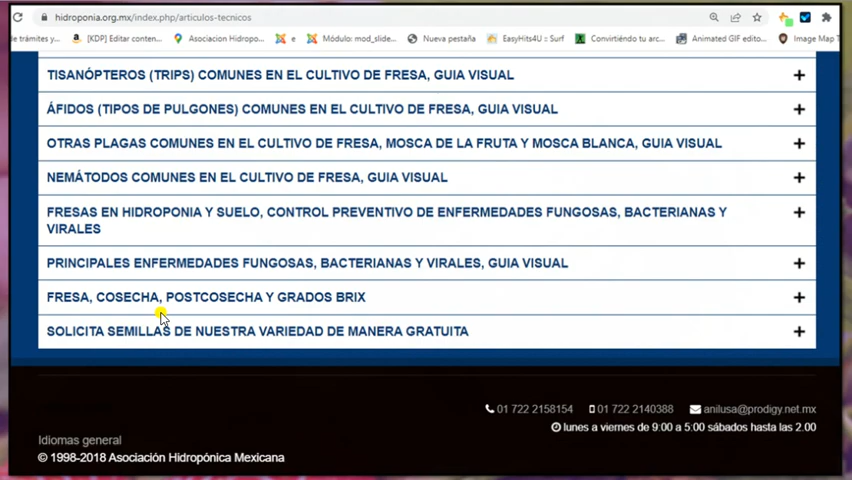 hidroponia.org.mx/index.php/articulos-tecnicos
de trámites y...
[KDP] Editar conten...
Asociacion Hidropo...
e
Módulo: mod_slide...
Nueva pestaña
EasyHits4U :: Surf
Convirtiéndo tu arc...
Animated GIF edito...
Image Map
TISANÓPTEROS (TRIPS) COMUNES EN EL CULTIVO DE FRESA, GUIA VISUAL
ÁFIDOS (TIPOS DE PULGONES) COMUNES EN EL CULTIVO DE FRESA, GUIA VISUAL
OTRAS PLAGAS COMUNES EN EL CULTIVO DE FRESA, MOSCA DE LA FRUTA Y MOSCA BLANCA, GUIA VISUAL
NEMÁTODOS COMUNES EN EL CULTIVO DE FRESA, GUIA VISUAL
FRESAS EN HIDROPONIA Y SUELO, CONTROL PREVENTIVO DE ENFERMEDADES FUNGOSAS, BACTERIANAS Y
VIRALES
PRINCIPALES ENFERMEDADES FUNGOSAS, BACTERIANAS Y VIRALES, GUIA VISUAL
FRESA, COSECHA, POSTCOSECHA Y GRADOS BRIX
SOLICITA SEMILLAS DE NUESTRA VARIEDAD DE MANERA GRATUITA
01 722 2158154 01 722 2140388 anilusa@prodigy.net.mx
lunes a viernes de 9:00 a 5:00 sábados hasta las 2.00
Idiomas general
© 1998-2018 Asociación Hidropónica Mexicana